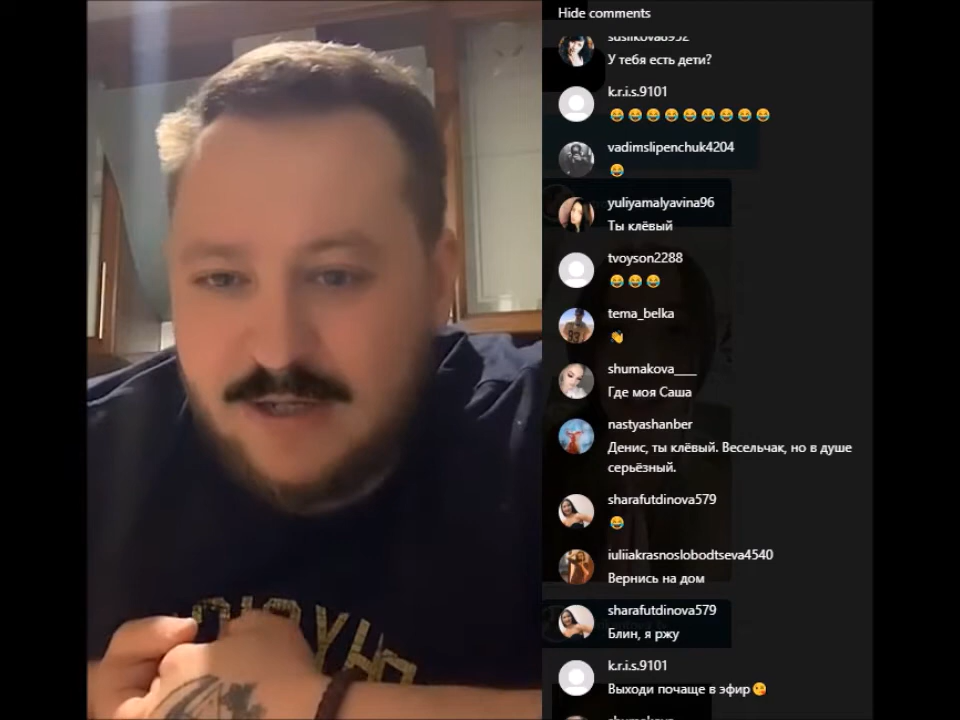 Hide comments
suslikova6952
У тебя есть дети?
k.r.i.s.9101
😂😂😂😂😂😂😂😂😂
vadimslipenchuk4204
😂
yuliyamalyavina96
Ты клёвый
tvoyson2288
😂😂😂
tema_belka
👏
shumakova___
Где моя Саша
nastyashanber
Денис, ты клёвый. Весельчак, но в душе
серьёзный.
sharafutdinova579
😂
iuliiakrasnoslobodtseva4540
Вернись на дом
sharafutdinova579
Блин, я ржу
k.r.i.s.9101
Выходи почаще в эфир😘